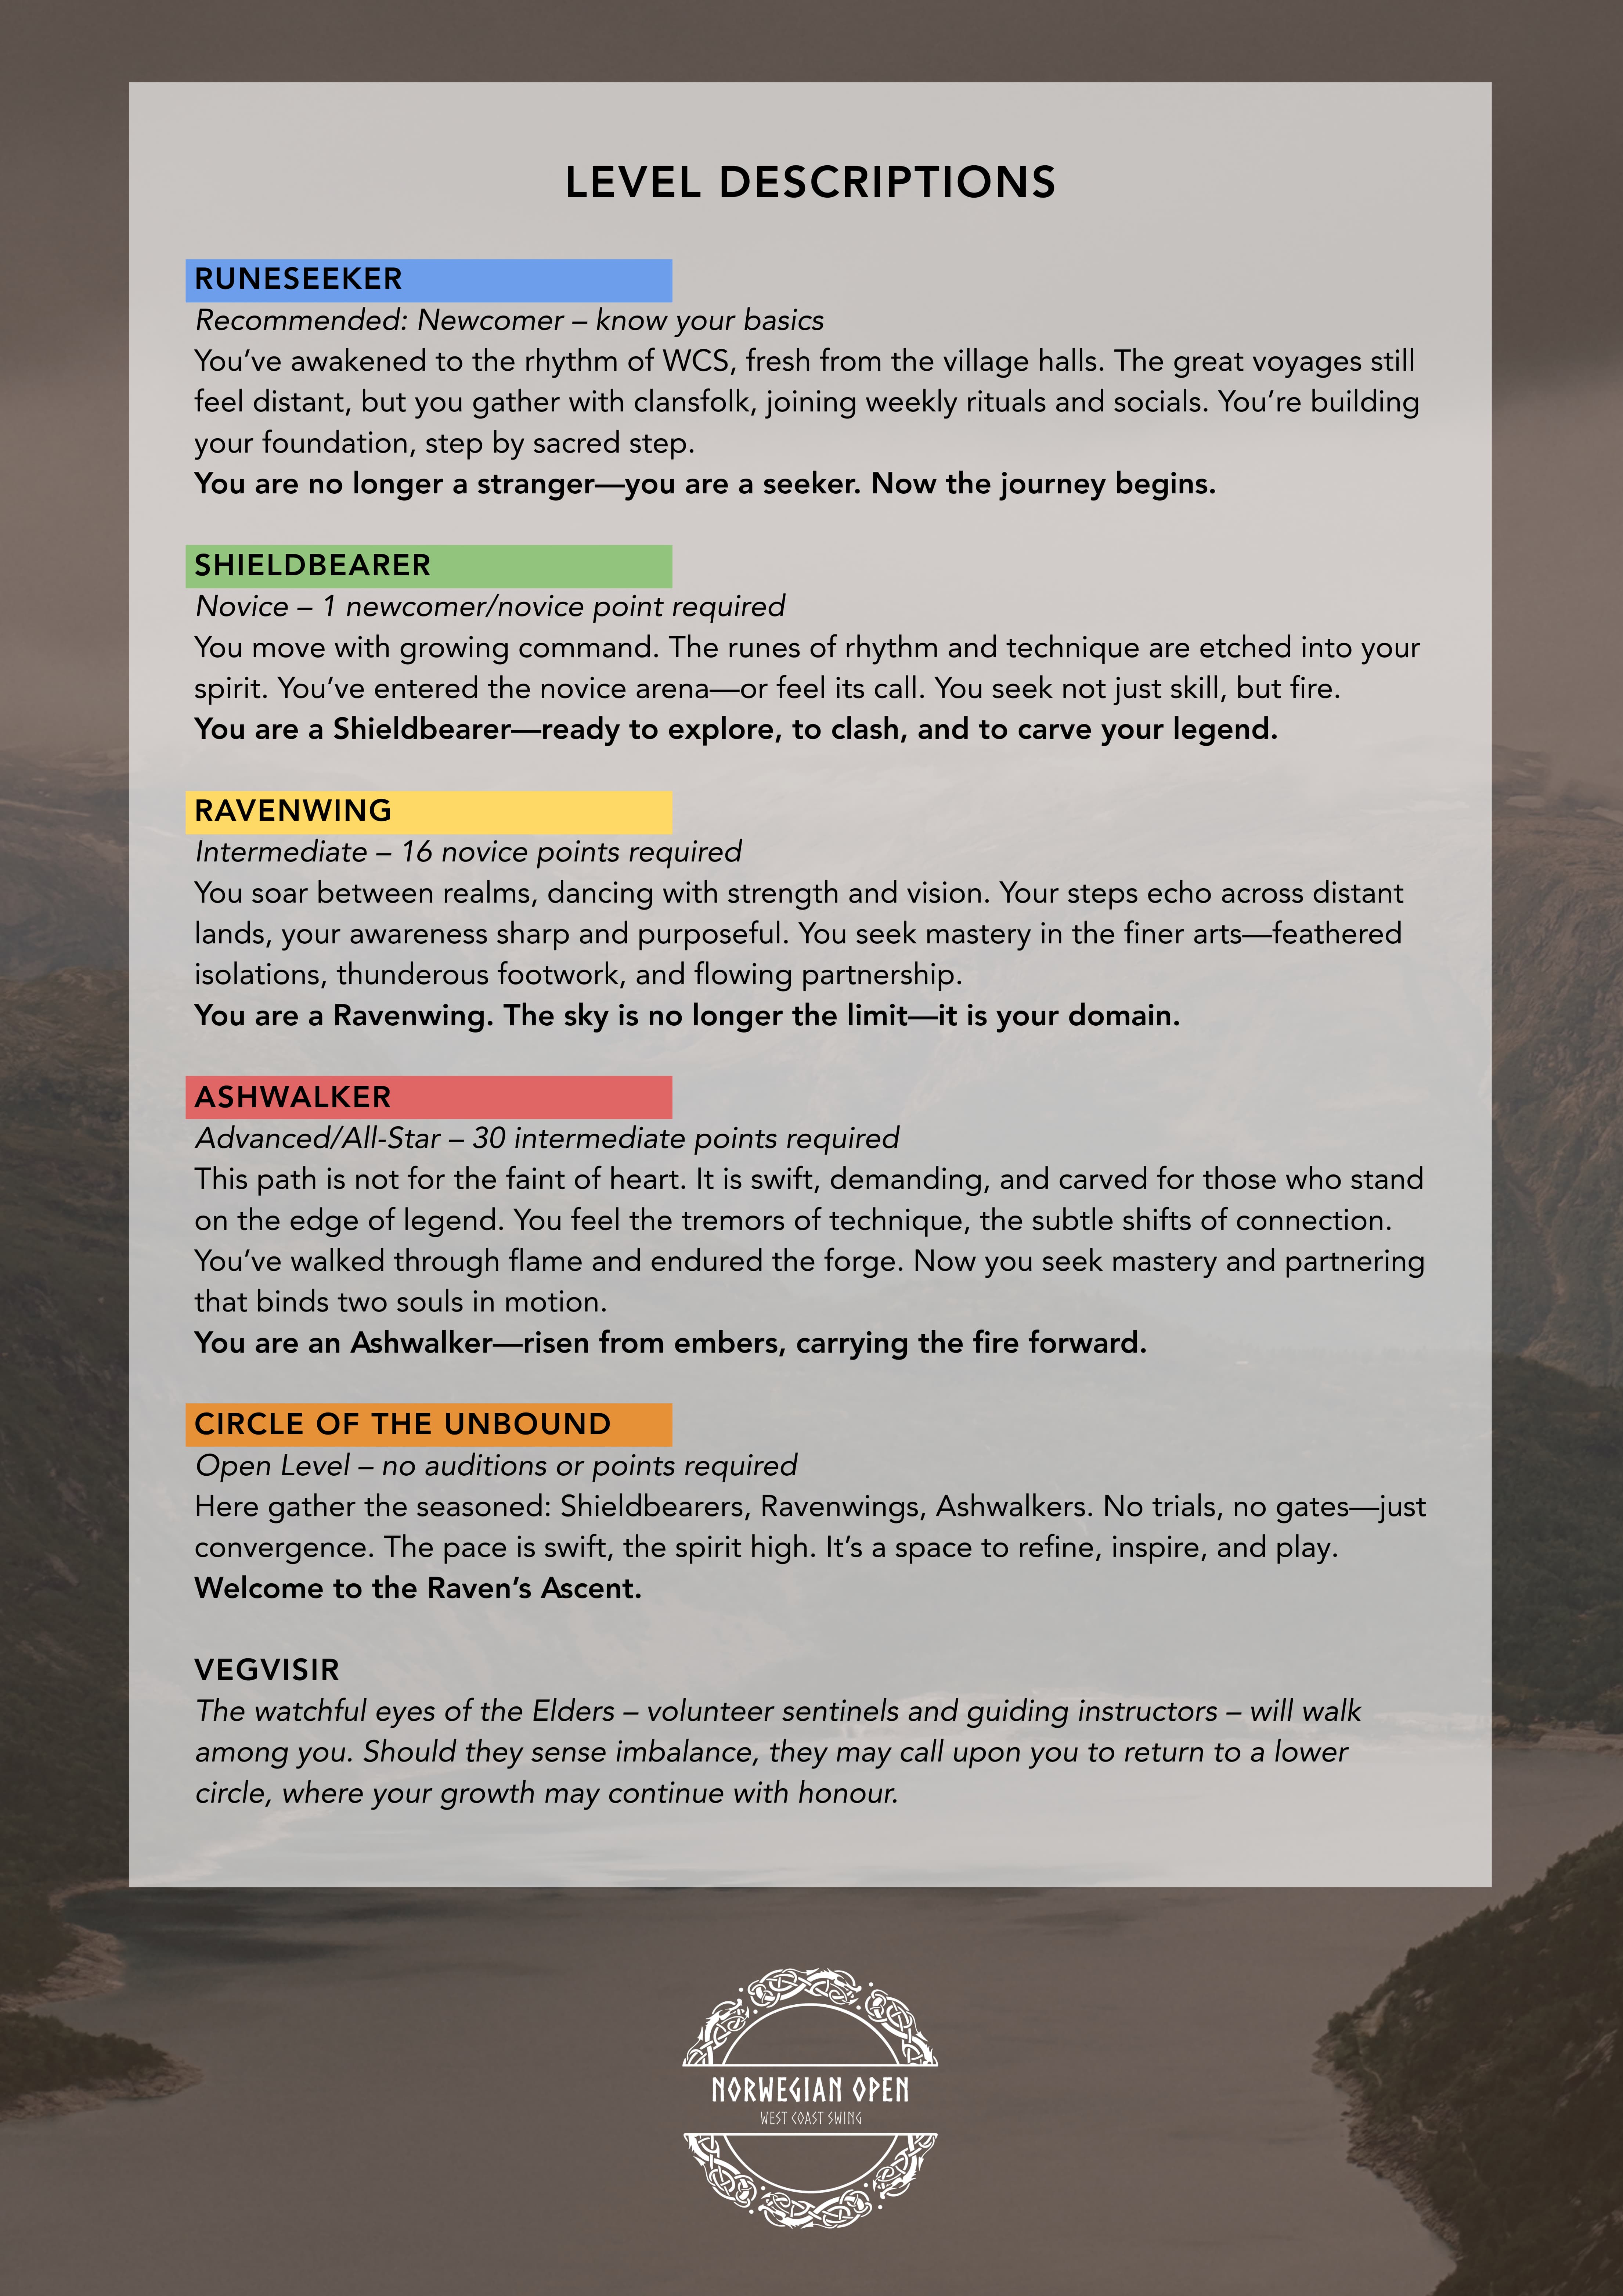 LEVEL DESCRIPTIONS
RUNESEEKER
Recommended: Newcomer – know your basics
You’ve awakened to the rhythm of WCS, fresh from the village halls. The great voyages still
feel distant, but you gather with clansfolk, joining weekly rituals and socials. You’re building
your foundation, step by sacred step.
You are no longer a stranger—you are a seeker. Now the journey begins.
SHIELDBEARER
Novice – 1 newcomer/novice point required
You move with growing command. The runes of rhythm and technique are etched into your
spirit. You’ve entered the novice arena—or feel its call. You seek not just skill, but fire.
You are a Shieldbearer—ready to explore, to clash, and to carve your legend.
RAVENWING
Intermediate – 16 novice points required
You soar between realms, dancing with strength and vision. Your steps echo across distant
lands, your awareness sharp and purposeful. You seek mastery in the finer arts—feathered
isolations, thunderous footwork, and flowing partnership.
You are a Ravenwing. The sky is no longer the limit—it is your domain.
ASHWALKER
Advanced/All-Star – 30 intermediate points required
This path is not for the faint of heart. It is swift, demanding, and carved for those who stand
on the edge of legend. You feel the tremors of technique, the subtle shifts of connection.
You’ve walked through flame and endured the forge. Now you seek mastery and partnering
that binds two souls in motion.
You are an Ashwalker—risen from embers, carrying the fire forward.
CIRCLE OF THE UNBOUND
Open Level – no auditions or points required
Here gather the seasoned: Shieldbearers, Ravenwings, Ashwalkers. No trials, no gates—just
convergence. The pace is swift, the spirit high. It’s a space to refine, inspire, and play.
Welcome to the Raven’s Ascent.
VEGVISIR
The watchful eyes of the Elders – volunteer sentinels and guiding instructors – will walk
among you. Should they sense imbalance, they may call upon you to return to a lower
circle, where your growth may continue with honour.
NORWEGIAN OPEN
WEST COAST SWING